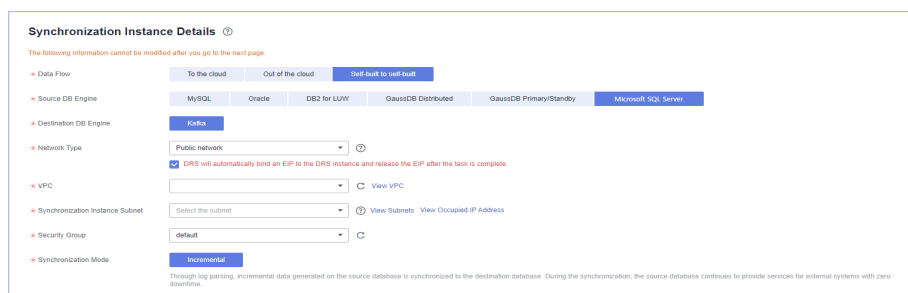 Synchronization Instance Details
The following information cannot be modified after you go to the next page.
* Data Flow To the cloud Out of the cloud Self-built to self-built
* Source DB Engine MySQL Oracle DB2 for LUW GaussDB Distributed GaussDB Primary/Standby Microsoft SQL Server
* Destination DB Engine Kafka
* Network Type Public network
DRS will automatically bind an EIP to the DRS instance and release the EIP after the task is complete.
* VPC View VPC
* Synchronization Instance Subnet Select the subnet View Subnets View Occupied IP Address
* Security Group default
* Synchronization Mode Incremental
Through log parsing, incremental data generated on the source database is synchronized to the destination database. During the synchronization, the source database continues to provide services for external systems with zero
downtime.